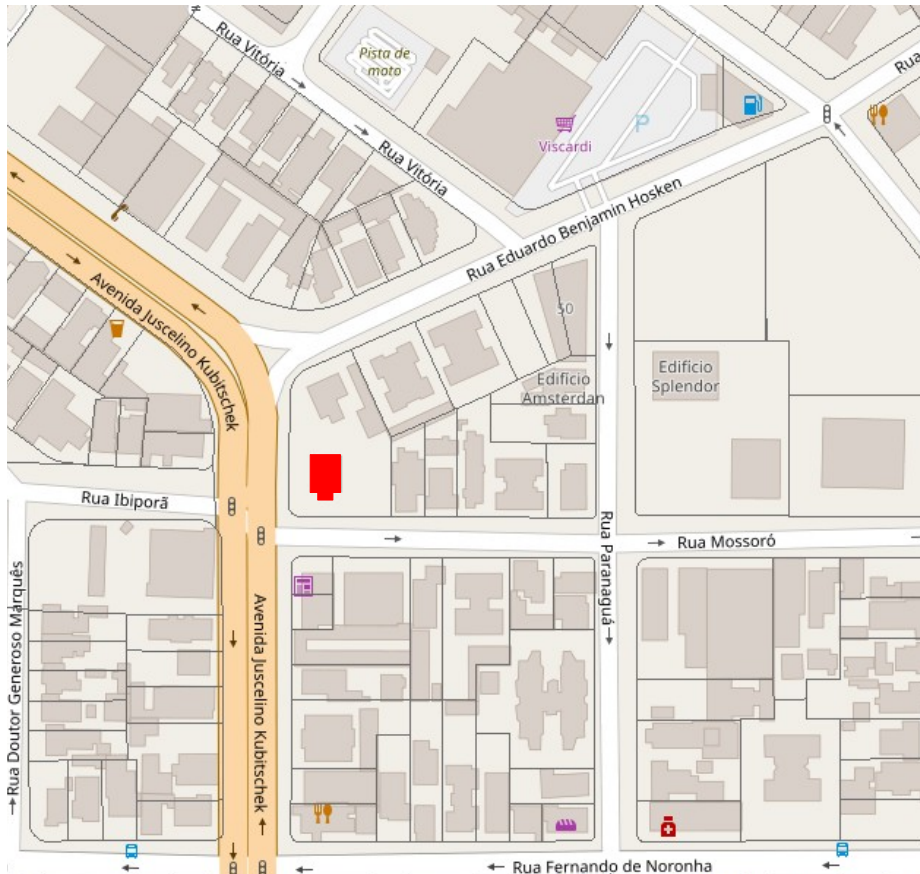 Rua Vitória
Pista de
moto
Rua
Viscardi
P
Rua Vitória
Rua Eduardo Benjamin Hosken
Avenida Juscelino Kubitschek
50
Edifício
Amsterdan
Edifício
Splendor
Rua Ibiporã
Rua Mossoró
Rua Paranaguá
Rua Doutor Generoso Marquês
Avenida Juscelino Kubitschek
Rua Fernando de Noronha